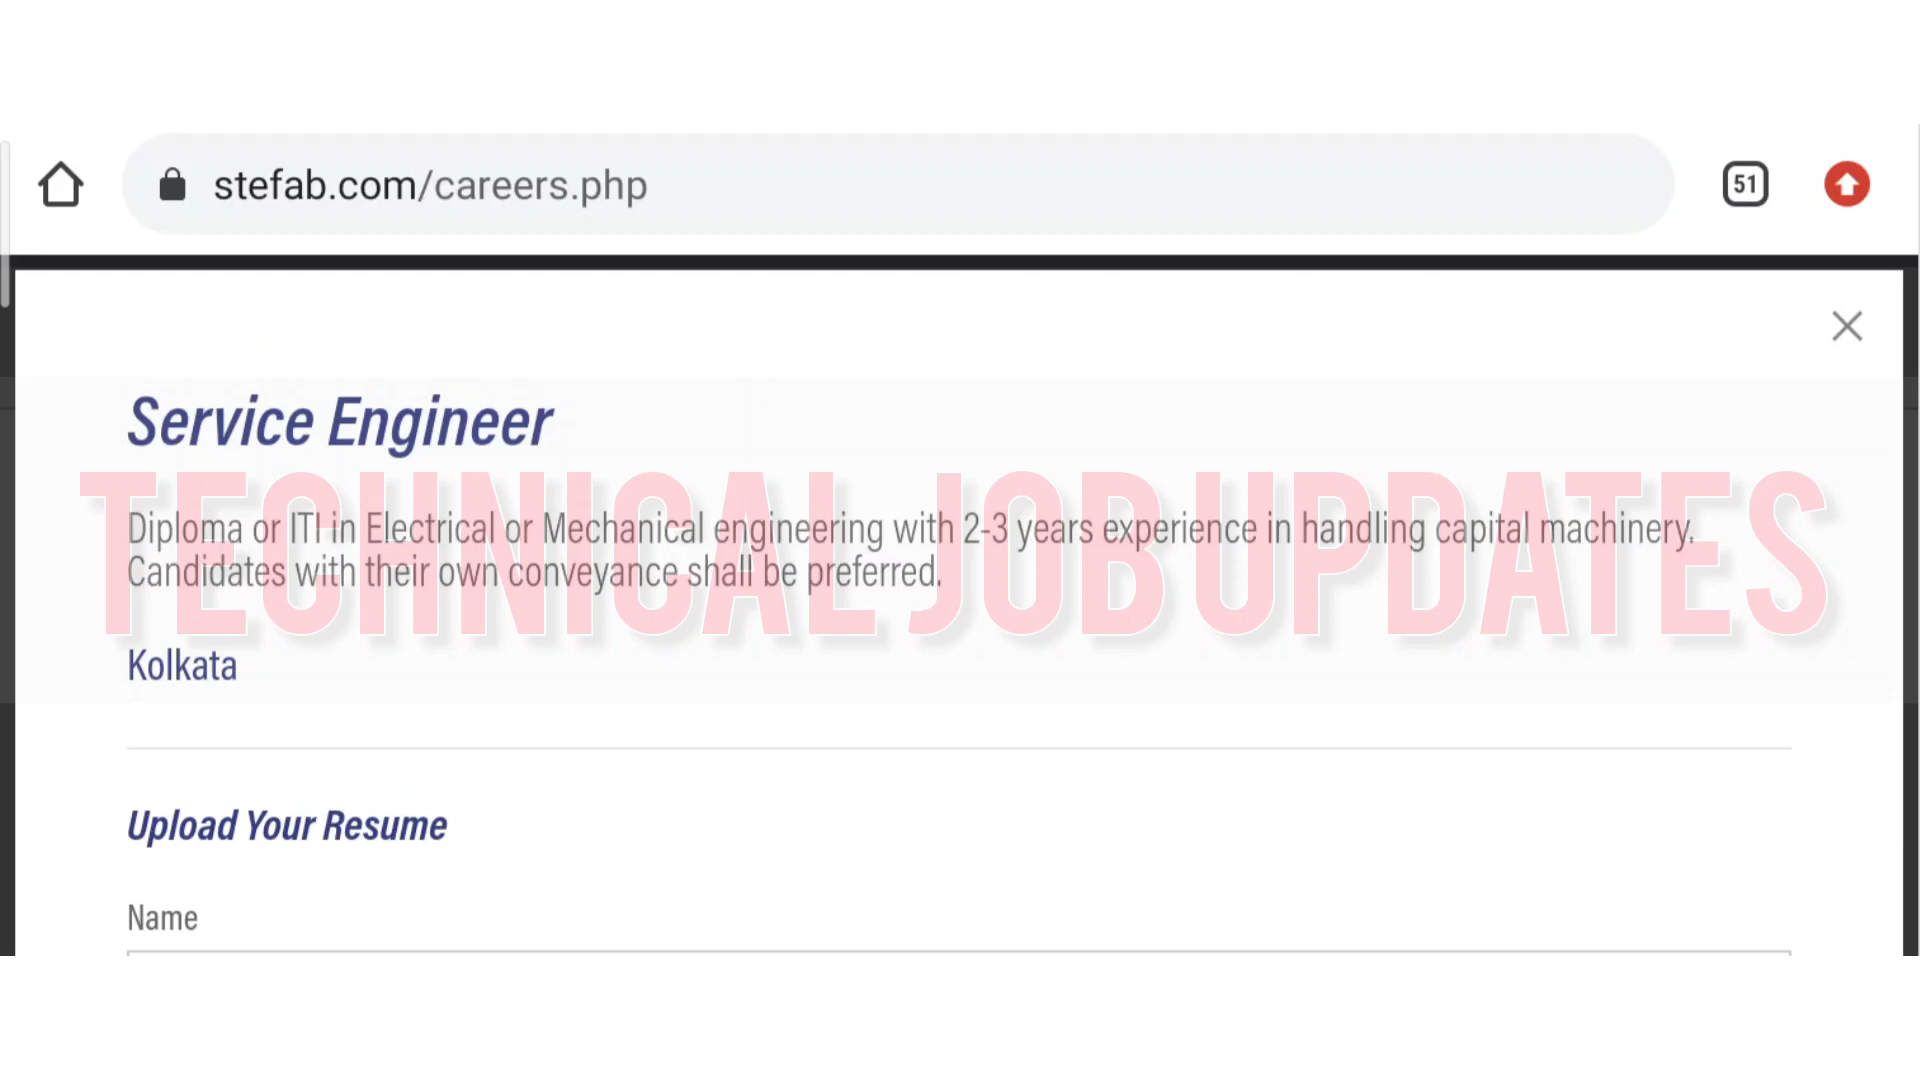 stefab.com/careers.php
51
Service Engineer
TECHNICAL JOB UPDATES
Diploma or ITI in Electrical or Mechanical engineering with 2-3 years experience in handling capital machinery.
Candidates with their own conveyance shall be preferred.
Kolkata
Upload Your Resume
Name